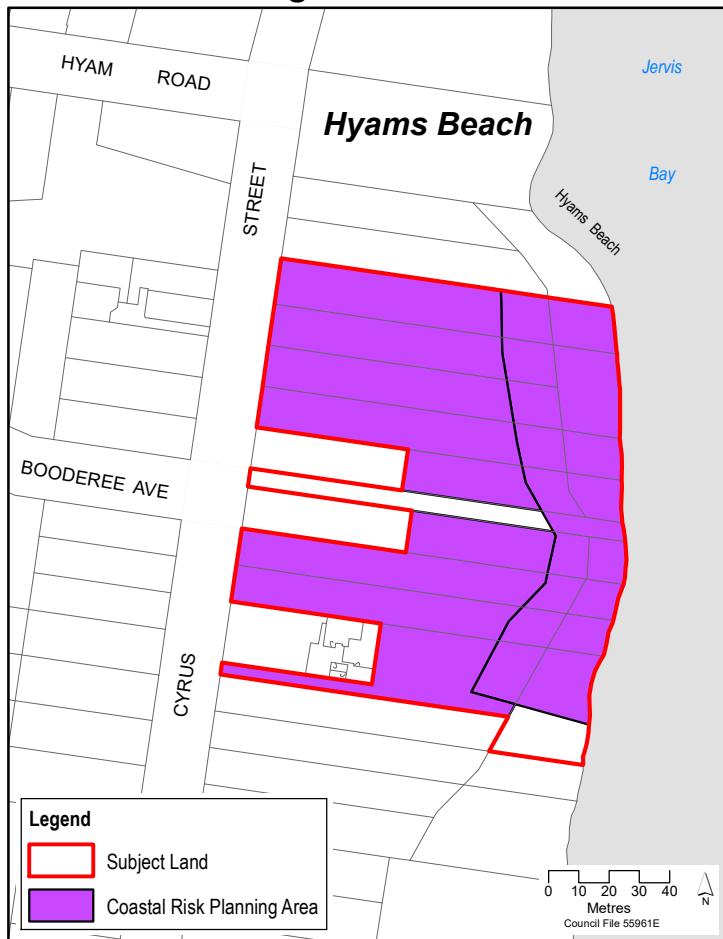 HYAM ROAD
Jervis
Hyams Beach
Bay
STREET
Hyams Beach
BOODEREE AVE
CYRUS
Legend
Subject Land
Coastal Risk Planning Area
0 10 20 30 40
Metres
N
Council File 55961E